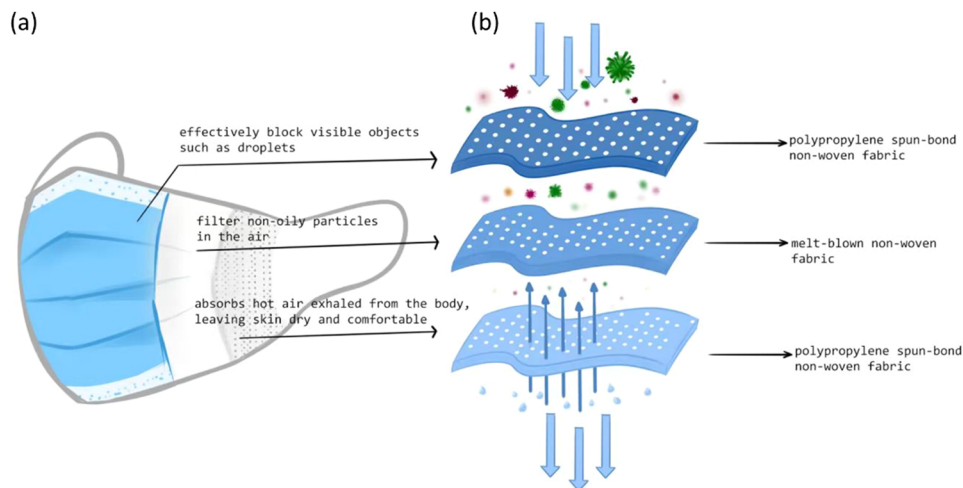 (a)
(b)
effectively block visible objects
such as droplets
polypropylene spun-bond
non-woven fabric
filter non-oily particles
in the air
melt-blown non-woven
fabric
absorbs hot air exhaled from the body,
leaving skin dry and comfortable
polypropylene spun-bond
non-woven fabric